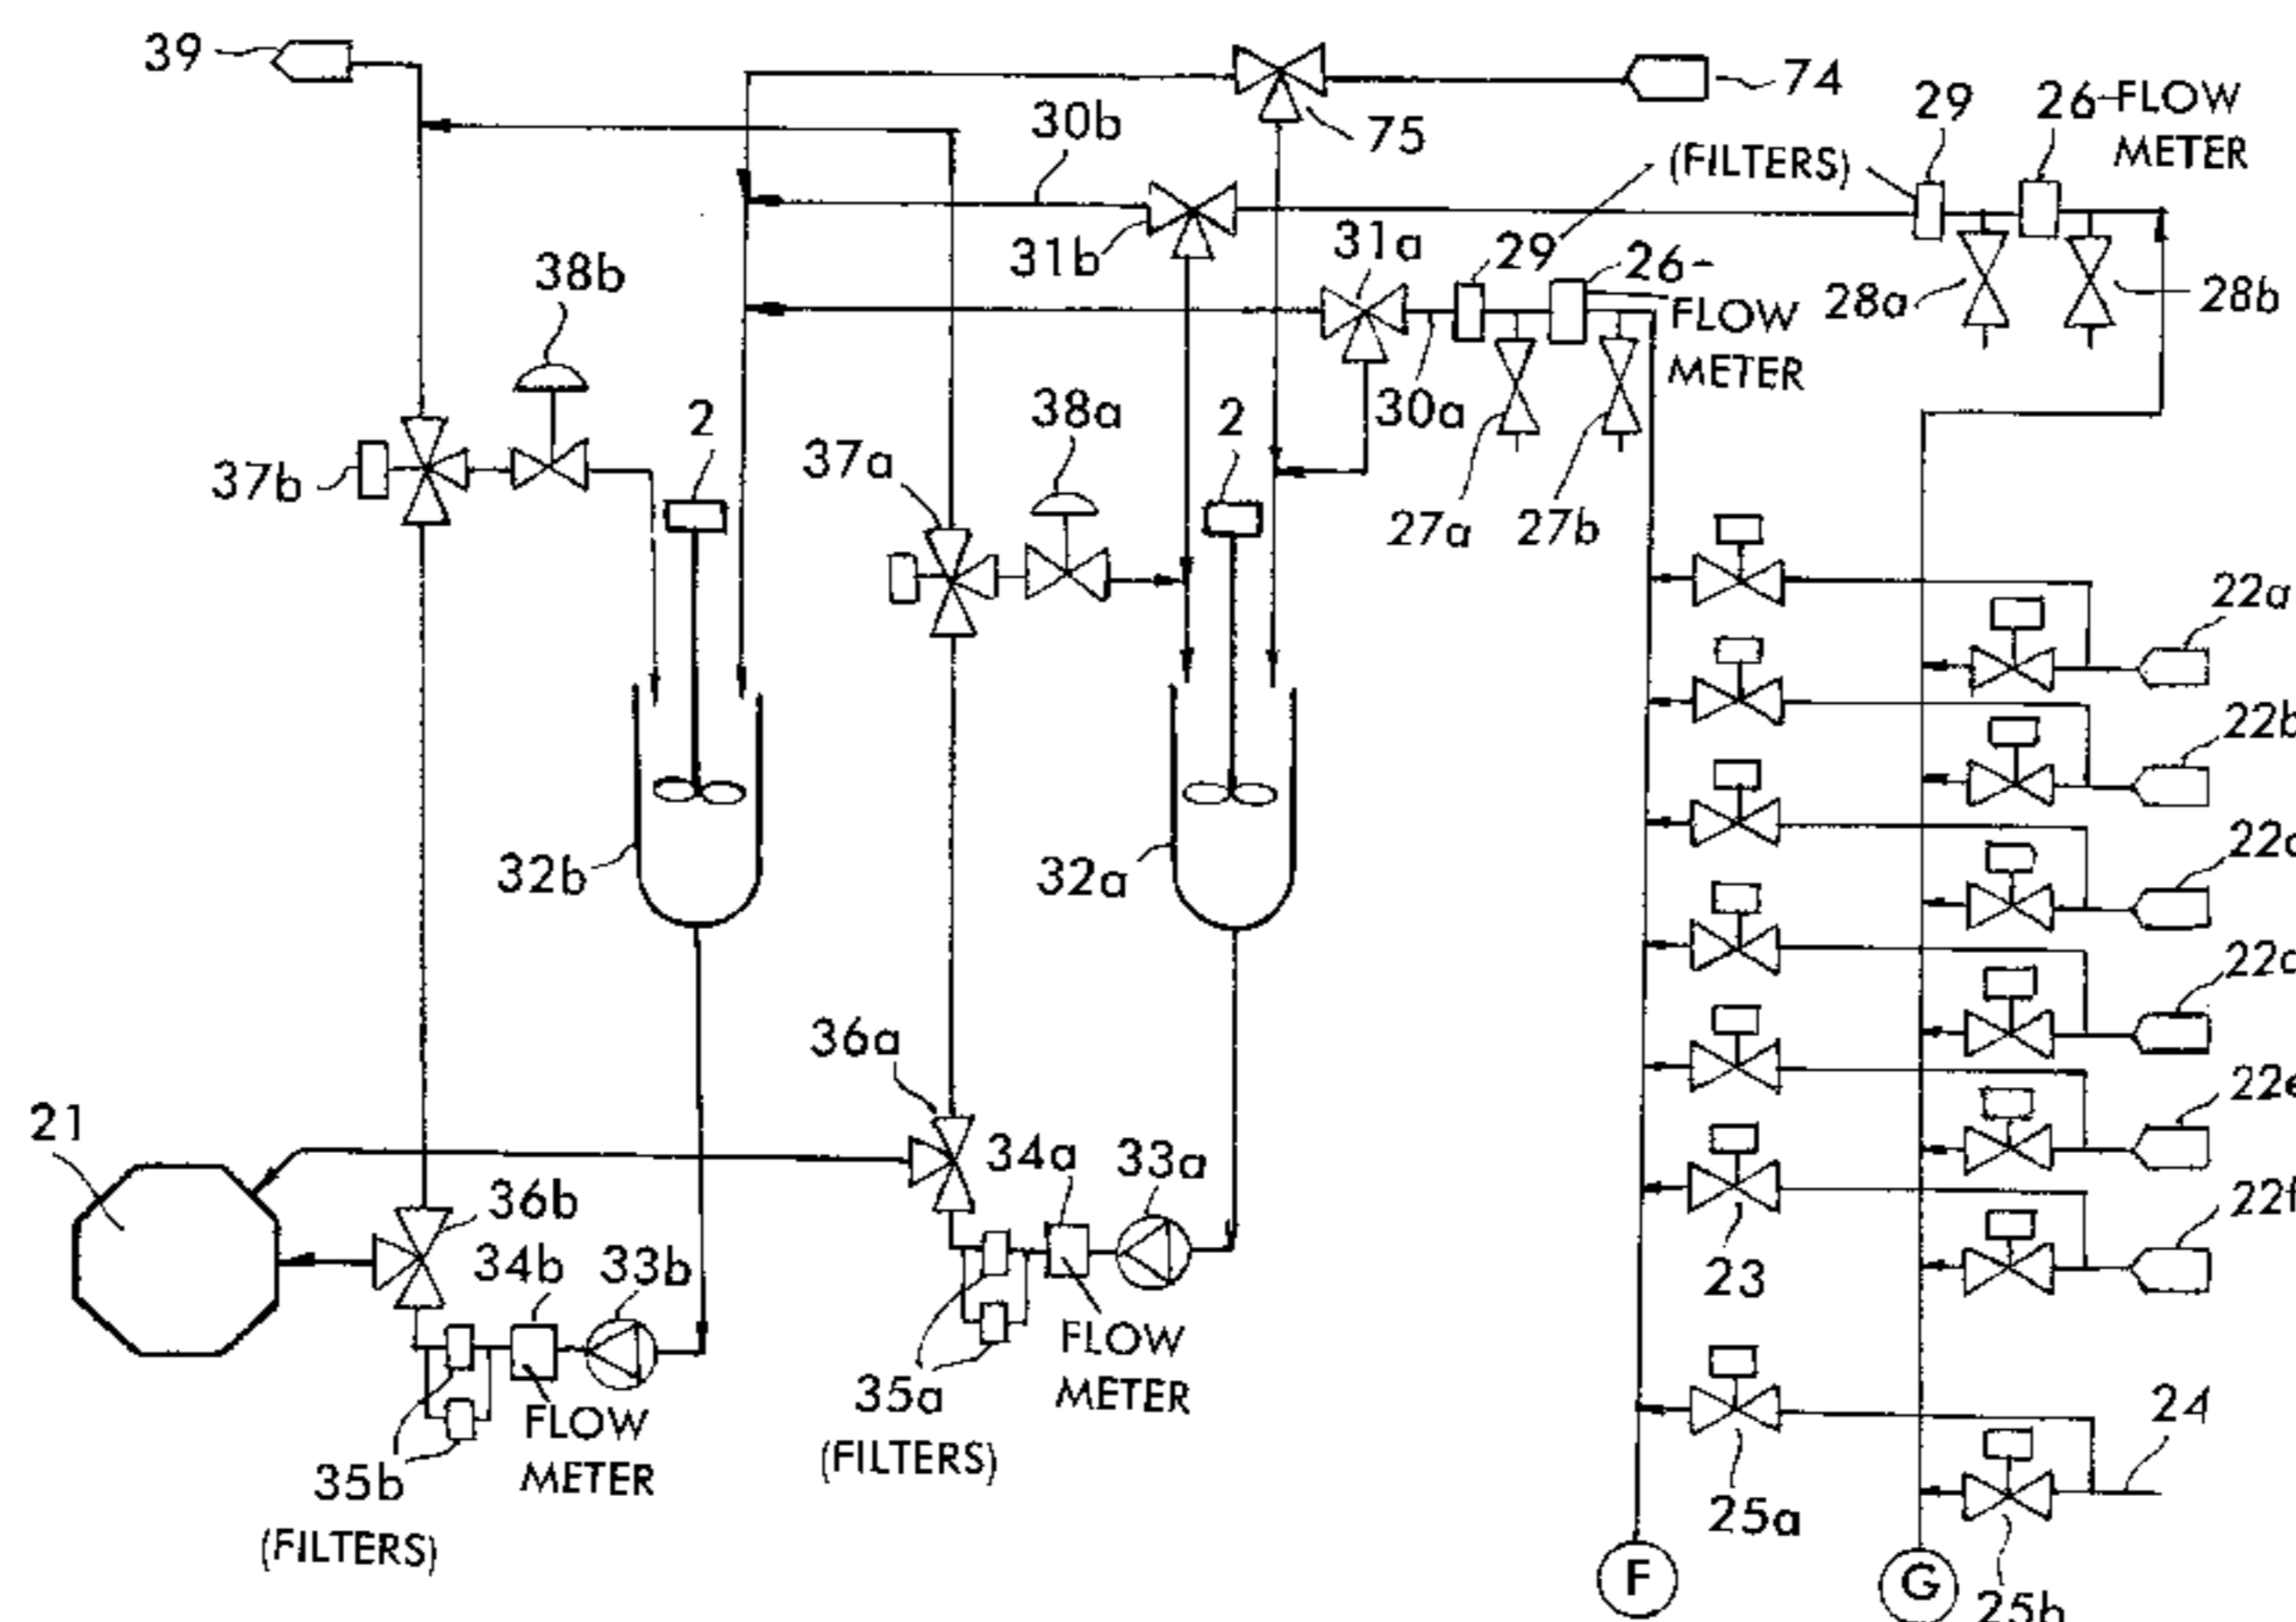 39
74
29
26
FLOW
METER
75
30b
(FILTERS)
31b
31a
29
26
FLOW
METER
28a
28b
38b
2
38a
2
30a
37b
37a
27a
27b
22a
22b
32b
32a
36a
22e
21
34a
33a
36b
34b
33b
22f
23
FLOW
METER
35a
(FILTERS)
FLOW
METER
35b
(FILTERS)
24
25a
F
G
25b